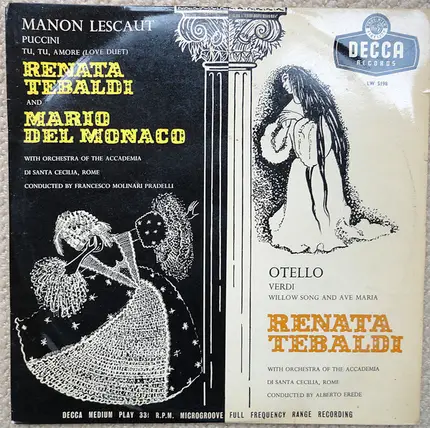 MANON LESCAUT
PUCCINI
TU, TU, AMORE (LOVE DUET)
RENATA
TEBALDI
AND
MARIO
DEL MONACO
WITH ORCHESTRA OF THE ACCADEMIA
DI SANTA CECILIA, ROME
CONDUCTED BY FRANCESCO MOLINARI PRADELLI
DECCA
RECORDS
LW 5196
OTELLO
VERDI
WILLOW SONG AND AVE MARIA
RENATA
TEBALDI
WITH ORCHESTRA OF THE ACCADEMIA
DI SANTA CECILIA, ROME
CONDUCTED BY ALBERTO EREDE
DECCA MEDIUM PLAY 33⅓ R.P.M. MICROGROOVE FULL FREQUENCY RANGE RECORDING